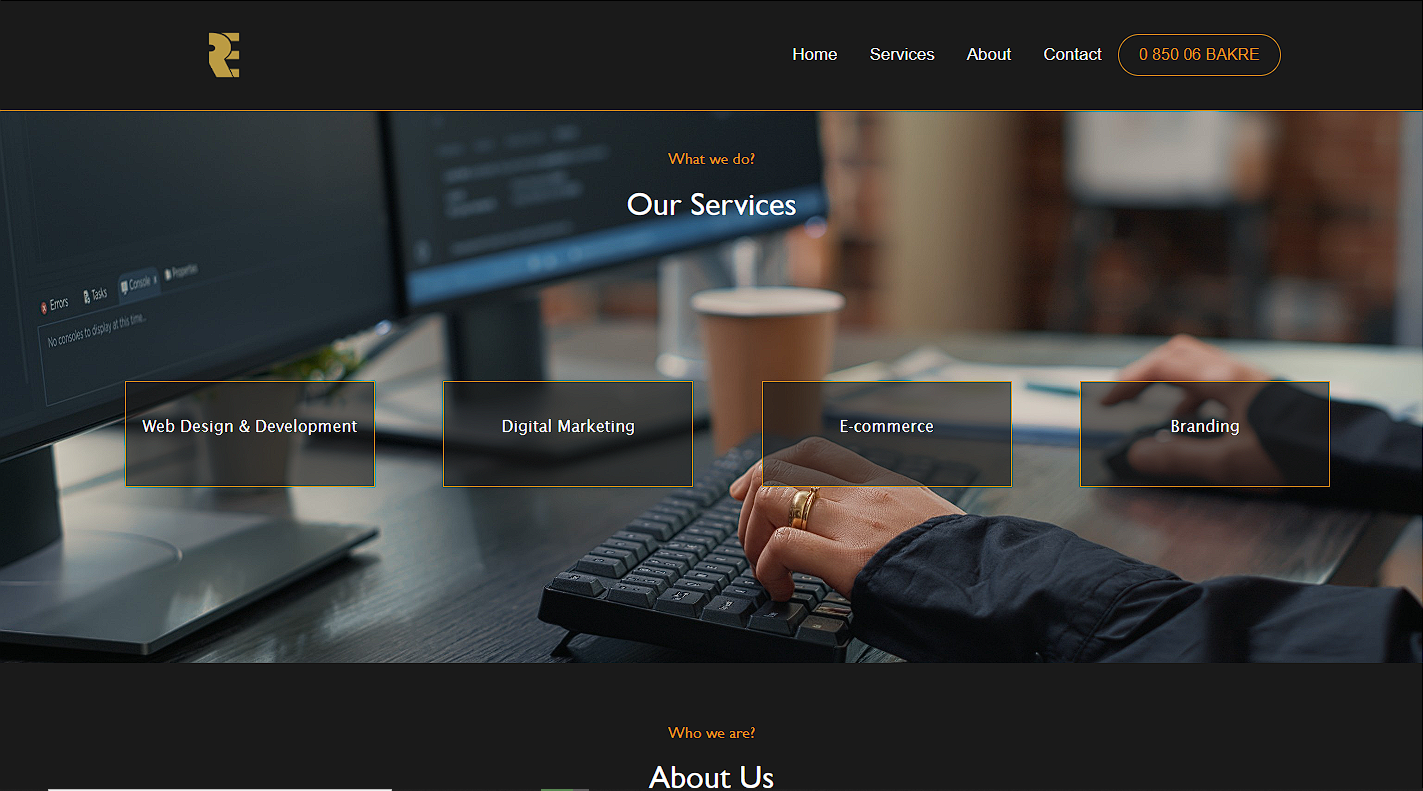 RE
Home Services About Contact 0 850 06 BAKRE
What we do?
Our Services
Errors Tasks Console x Properties
No consoles to display at this time...
Web Design & Development Digital Marketing E-commerce Branding
Who we are?
About Us